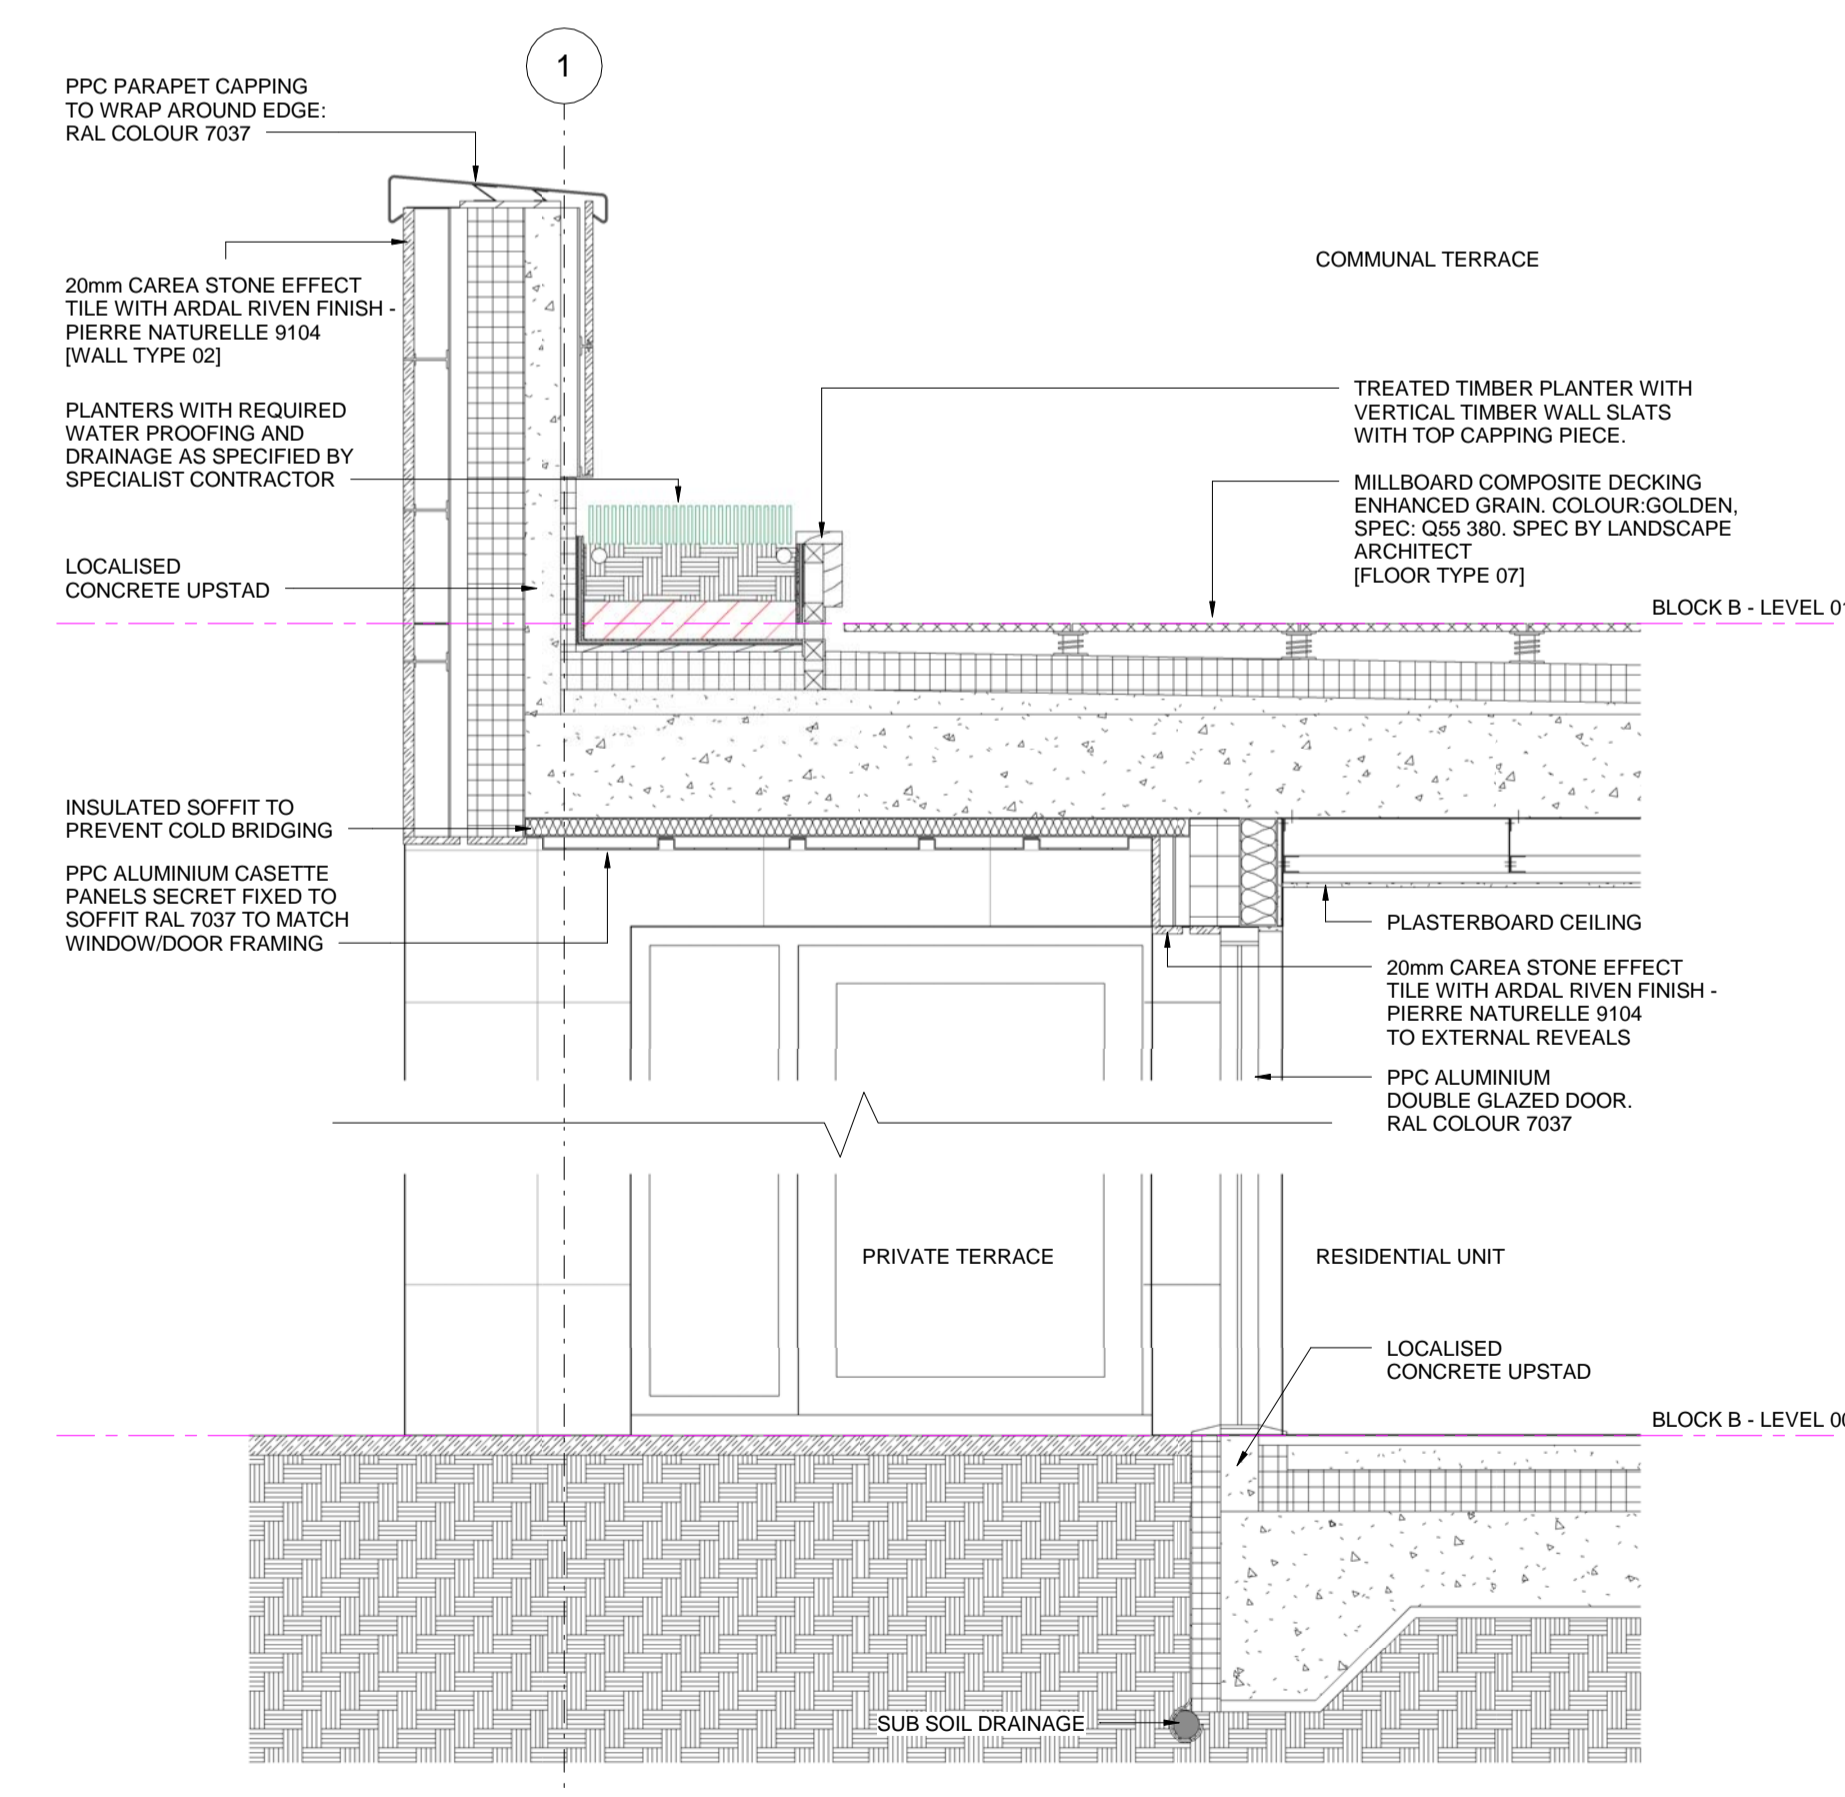 1
PPC PARAPET CAPPING
TO WRAP AROUND EDGE:
RAL COLOUR 7037
20mm CAREA STONE EFFECT
TILE WITH ARDAL RIVEN FINISH -
PIERRE NATURELLE 9104
[WALL TYPE 02]
PLANTERS WITH REQUIRED
WATER PROOFING AND
DRAINAGE AS SPECIFIED BY
SPECIALIST CONTRACTOR
LOCALISED
CONCRETE UPSTAD
INSULATED SOFFIT TO
PREVENT COLD BRIDGING
PPC ALUMINIUM CASETTE
PANELS SECRET FIXED TO
SOFFIT RAL 7037 TO MATCH
WINDOW/DOOR FRAMING
COMMUNAL TERRACE
TREATED TIMBER PLANTER WITH
VERTICAL TIMBER WALL SLATS
WITH TOP CAPPING PIECE.
MILLBOARD COMPOSITE DECKING
ENHANCED GRAIN. COLOUR:GOLDEN,
SPEC: Q55 380. SPEC BY LANDSCAPE
ARCHITECT
[FLOOR TYPE 07]
BLOCK B - LEVEL 01
PLASTERBOARD CEILING
20mm CAREA STONE EFFECT
TILE WITH ARDAL RIVEN FINISH -
PIERRE NATURELLE 9104
TO EXTERNAL REVEALS
PPC ALUMINIUM
DOUBLE GLAZED DOOR.
RAL COLOUR 7037
PRIVATE TERRACE
RESIDENTIAL UNIT
LOCALISED
CONCRETE UPSTAD
BLOCK B - LEVEL 00
SUB SOIL DRAINAGE